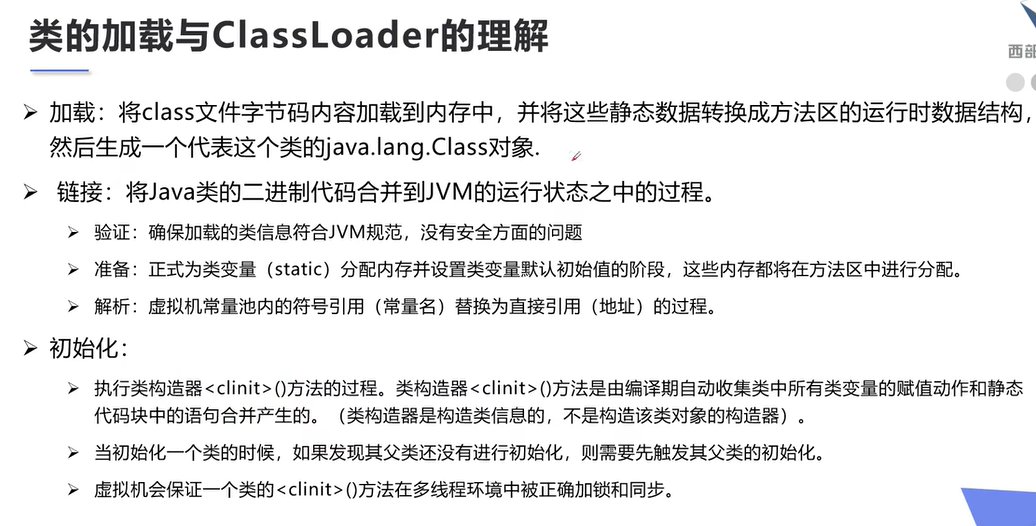 类的加载与ClassLoader的理解
西部
加载：将class文件字节码内容加载到内存中，并将这些静态数据转换成方法区的运行时数据结构，
然后生成一个代表这个类的java.lang.Class对象.
链接：将Java类的二进制代码合并到JVM的运行状态之中的过程。
验证：确保加载的类信息符合JVM规范，没有安全方面的问题
准备：正式为类变量（static）分配内存并设置类变量默认初始值的阶段，这些内存都将在方法区中进行分配。
解析：虚拟机常量池内的符号引用（常量名）替换为直接引用（地址）的过程。
初始化：
执行类构造器<clinit>()方法的过程。类构造器<clinit>()方法是由编译期自动收集类中所有类变量的赋值动作和静态
代码块中的语句合并产生的。（类构造器是构造类信息的，不是构造该类对象的构造器）。
当初始化一个类的时候，如果发现其父类还没有进行初始化，则需要先触发其父类的初始化。
虚拟机会保证一个类的<clinit>()方法在多线程环境中被正确加锁和同步。